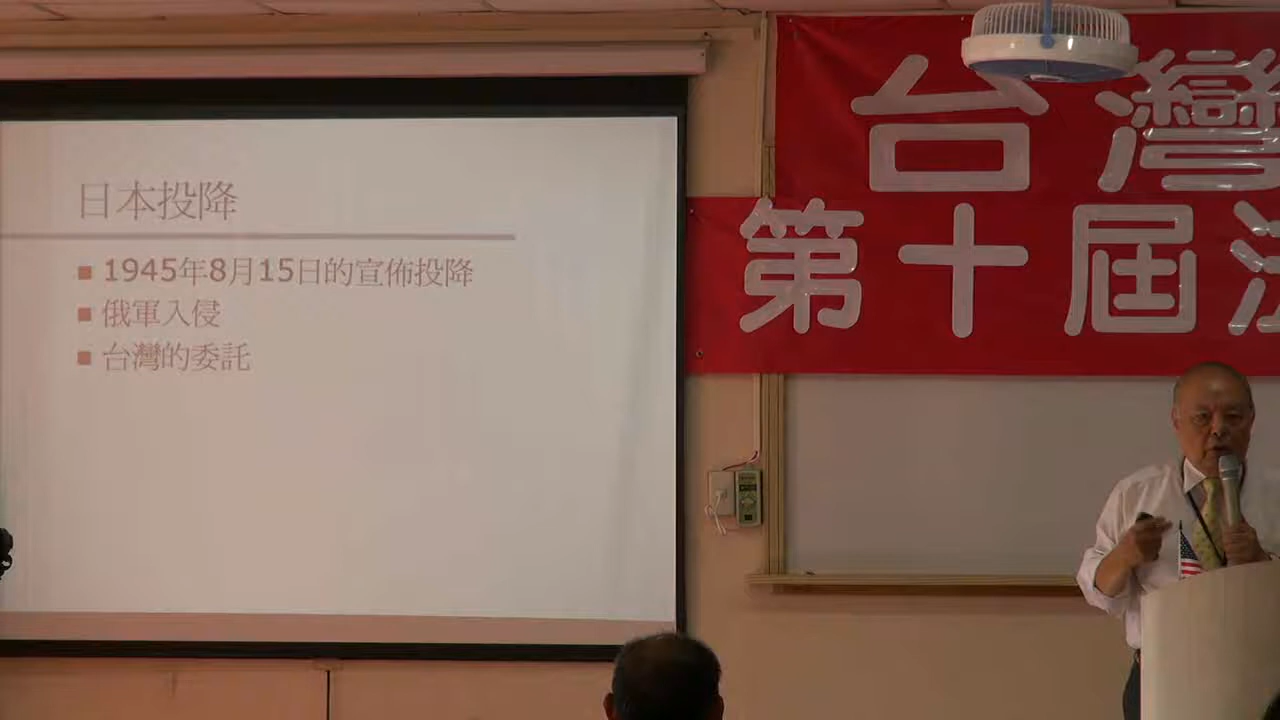 日本投降
1945年8月15日的宣佈投降
俄軍入侵
台灣的委託
台灣
第十屆